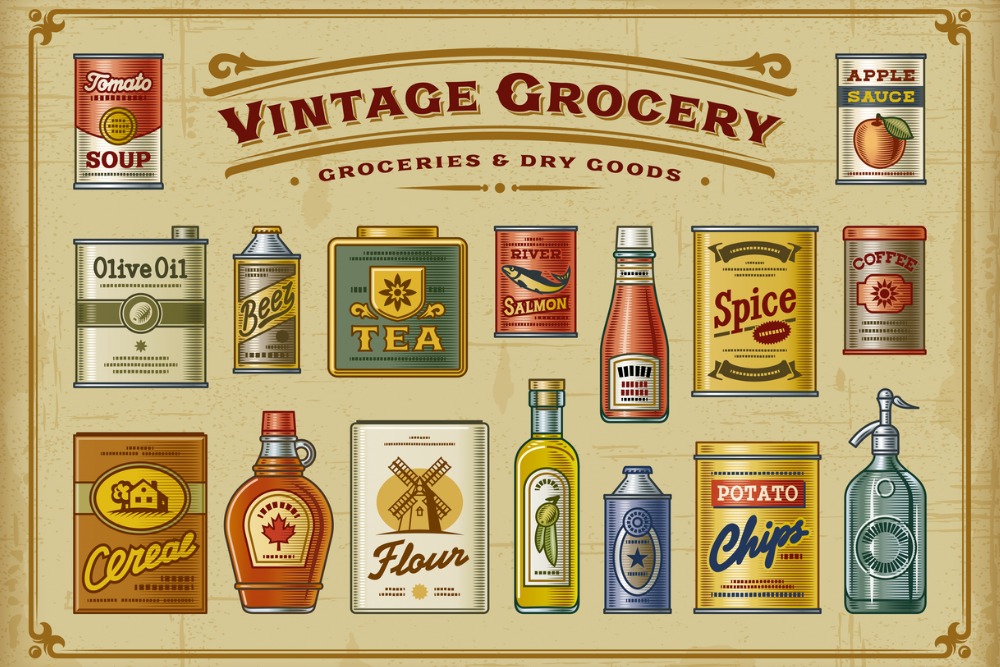 Tomato
SOUP
VINTAGE GROCERY
GROCERIES & DRY GOODS
APPLE
SAUCE
Olive Oil
Beer
TEA
RIVER
SALMON
Spice
COFFEE
Cereal
Flour
POTATO
Chips